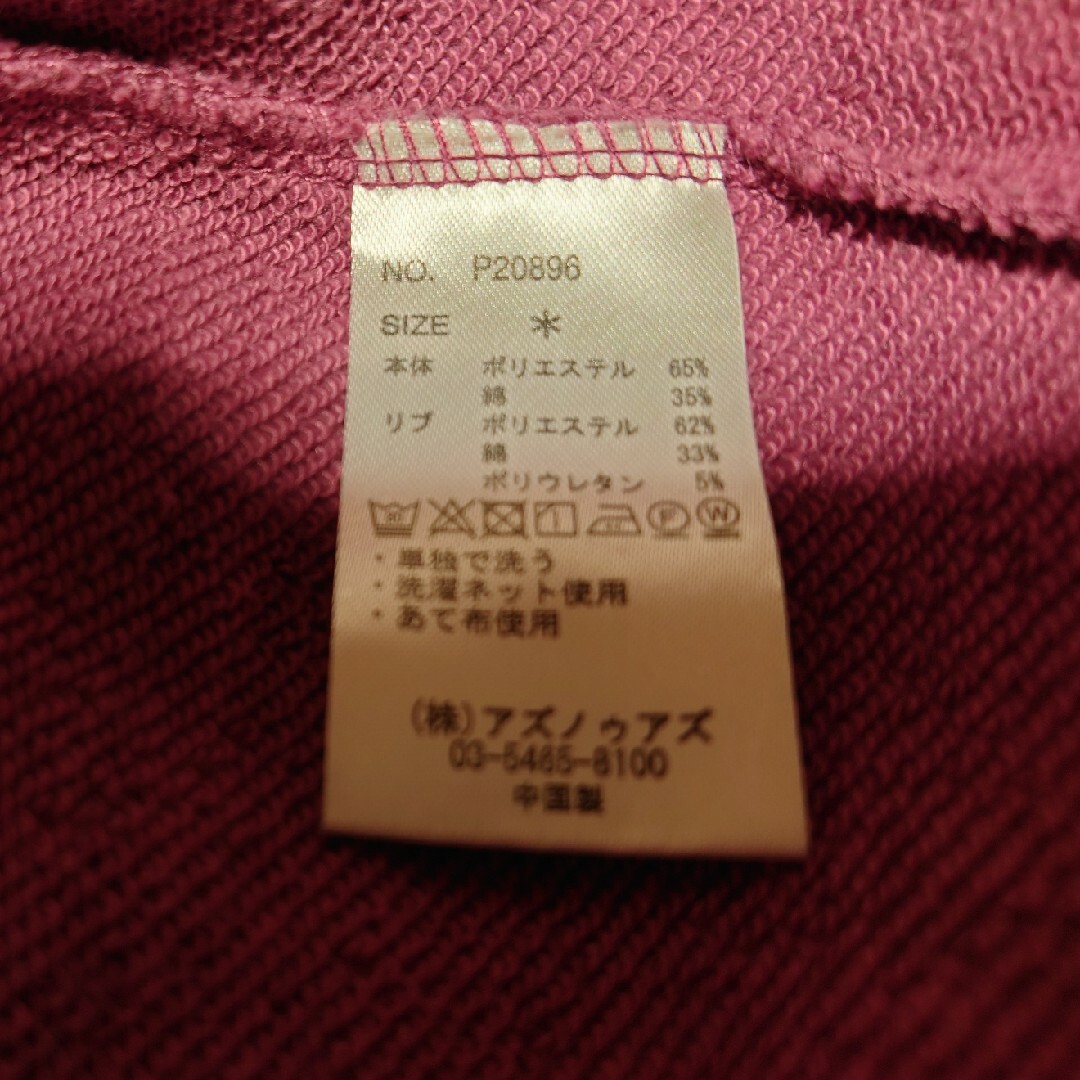 NO. P20896
SIZE *
本体 ポリエステル 65%
綿 35%
リブ ポリエステル 62%
綿 33%
ポリウレタン 5%
P W
・単独で洗う
・洗濯ネット使用
・あて布使用
(株)アズノゥアズ
03-5465-8100
中国製